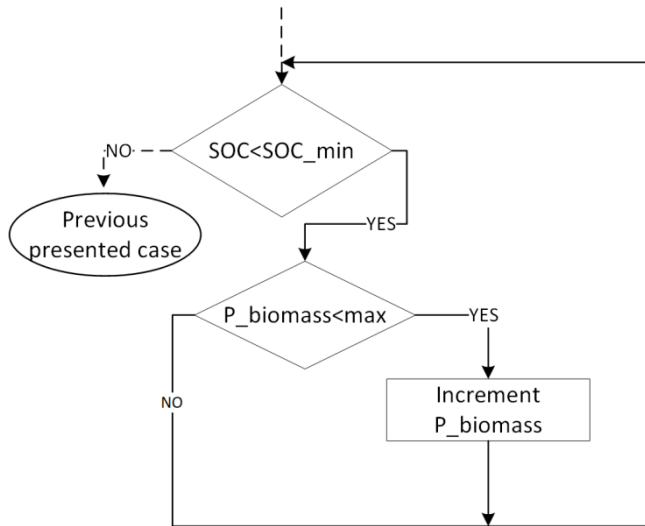 SOC<SOC_min
NO
Previous
presented case
YES
P_biomass<max
YES
NO
Increment
P_biomass